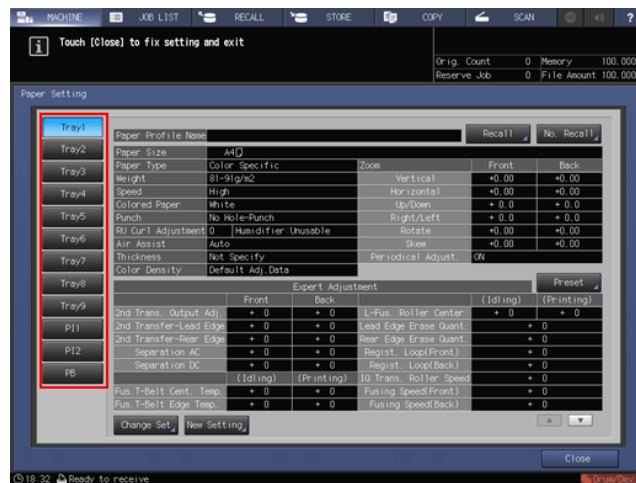 MACHINE JOB LIST RECALL STORE COPY SCAN ?
Touch [Close] to fix setting and exit
Orig. Count 0 Memory 100.000
Reserve Job 0 File Amount 100.000
Paper Setting
Tray1
Tray2
Tray3
Tray4
Tray5
Tray6
Tray7
Tray8
Tray9
PI1
PI2
PB
Paper Profile Name Recall No. Recall
Paper Size A4
Paper Type Color Specific Zoom Front Back
Weight 81-91g/m2 Vertical +0.00 +0.00
Speed High Horizontal +0.00 +0.00
Colored Paper White Up/Down + 0.0 + 0.0
Punch No Hole-Punch Right/Left + 0.0 + 0.0
RU Curl Adjustment 0 Humidifier:Unusable Rotate +0.00 +0.00
Air Assist Auto Skew +0.00 +0.00
Thickness Not Specify Periodical Adjust. ON
Color Density Default Adj.Data
Expert Adjustment Preset
Front Back (Idling) (Printing)
2nd Trans. Output Adj. + 0 + 0 L-Fus. Roller Center + 0 + 0
2nd Transfer-Lead Edge + 0 + 0 Lead Edge Erase Quant. + 0
2nd Transfer-Rear Edge + 0 + 0 Rear Edge Erase Quant. + 0
Separation AC + 0 + 0 Regist. Loop(Front) + 0
Separation DC + 0 + 0 Regist. Loop(Back) + 0
(Idling) (Printing) IQ Trans. Roller Speed + 0
Fus.T-Belt Cent. Temp. + 0 + 0 Fusing Speed(Front) + 0
Fus.T-Belt Edge Temp. + 0 + 0 Fusing Speed(Back) + 0
Change Set New Setting
Close
18:32 Ready to receive Drum/Dev